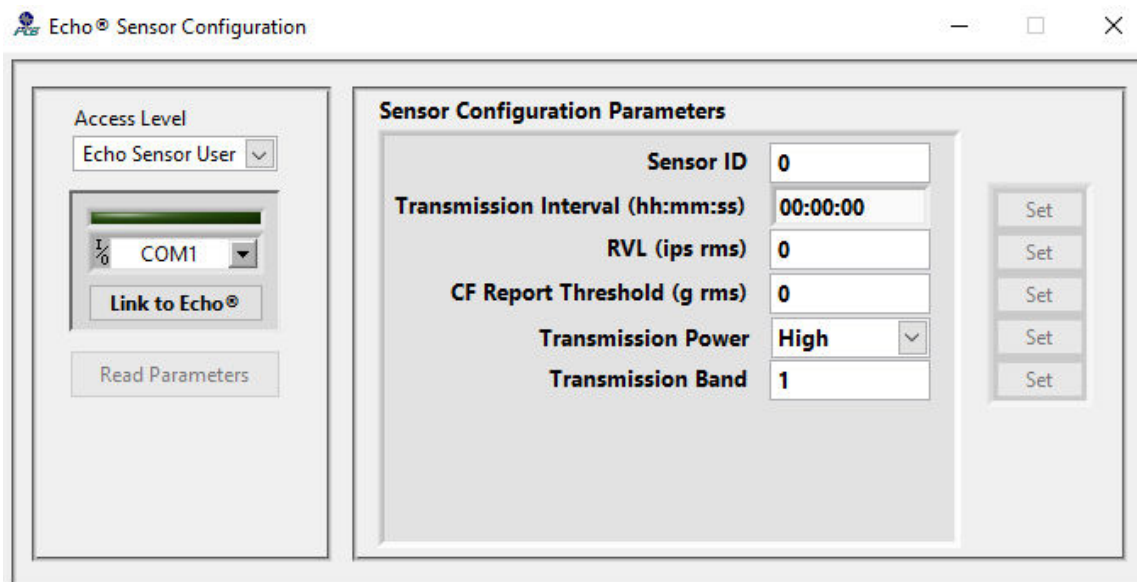 PCB Echo® Sensor Configuration
Access Level
Echo Sensor User
I/O COM1
Link to Echo®
Read Parameters
Sensor Configuration Parameters
Sensor ID 0
Transmission Interval (hh:mm:ss) 00:00:00 Set
RVL (ips rms) 0 Set
CF Report Threshold (g rms) 0 Set
Transmission Power High Set
Transmission Band 1 Set